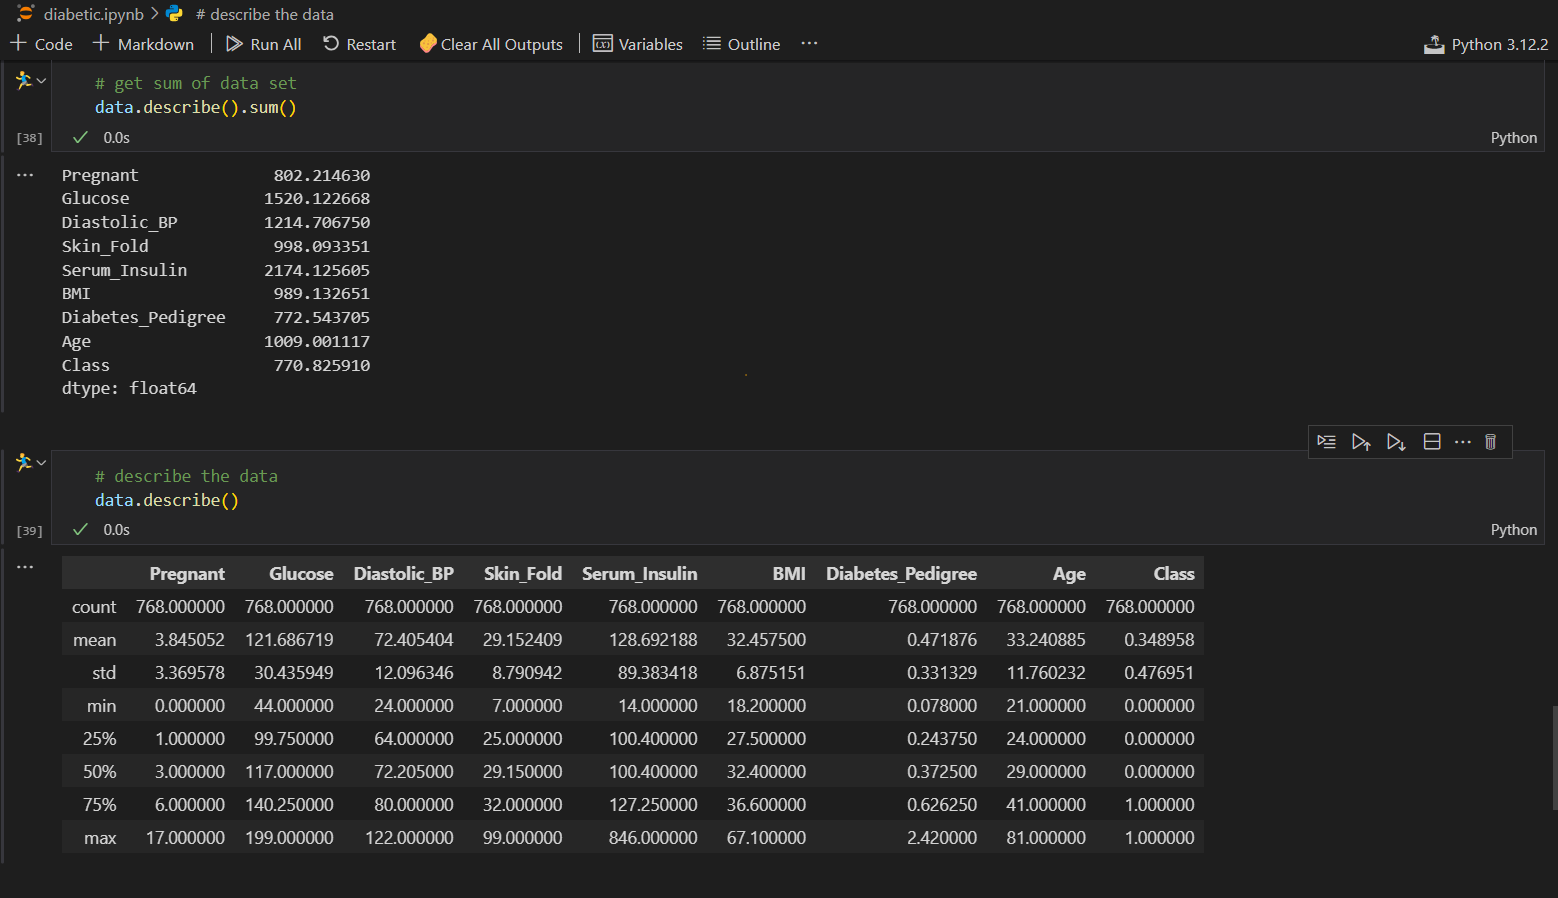 diabetic.ipynb > # describe the data
+ Code + Markdown | Run All Restart Clear All Outputs | Variables Outline ... Python 3.12.2
# get sum of data set
data.describe().sum()
[38] ✓ 0.0s Python
... Pregnant 802.214630
Glucose 1520.122668
Diastolic_BP 1214.706750
Skin_Fold 998.093351
Serum_Insulin 2174.125605
BMI 989.132651
Diabetes_Pedigree 772.543705
Age 1009.001117
Class 770.825910
dtype: float64
# describe the data
data.describe()
[39] ✓ 0.0s Python
... Pregnant Glucose Diastolic_BP Skin_Fold Serum_Insulin BMI Diabetes_Pedigree Age Class
count 768.000000 768.000000 768.000000 768.000000 768.000000 768.000000 768.000000 768.000000 768.000000
mean 3.845052 121.686719 72.405404 29.152409 128.692188 32.457500 0.471876 33.240885 0.348958
std 3.369578 30.435949 12.096346 8.790942 89.383418 6.875151 0.331329 11.760232 0.476951
min 0.000000 44.000000 24.000000 7.000000 14.000000 18.200000 0.078000 21.000000 0.000000
25% 1.000000 99.750000 64.000000 25.000000 100.400000 27.500000 0.243750 24.000000 0.000000
50% 3.000000 117.000000 72.205000 29.150000 100.400000 32.400000 0.372500 29.000000 0.000000
75% 6.000000 140.250000 80.000000 32.000000 127.250000 36.600000 0.626250 41.000000 1.000000
max 17.000000 199.000000 122.000000 99.000000 846.000000 67.100000 2.420000 81.000000 1.000000